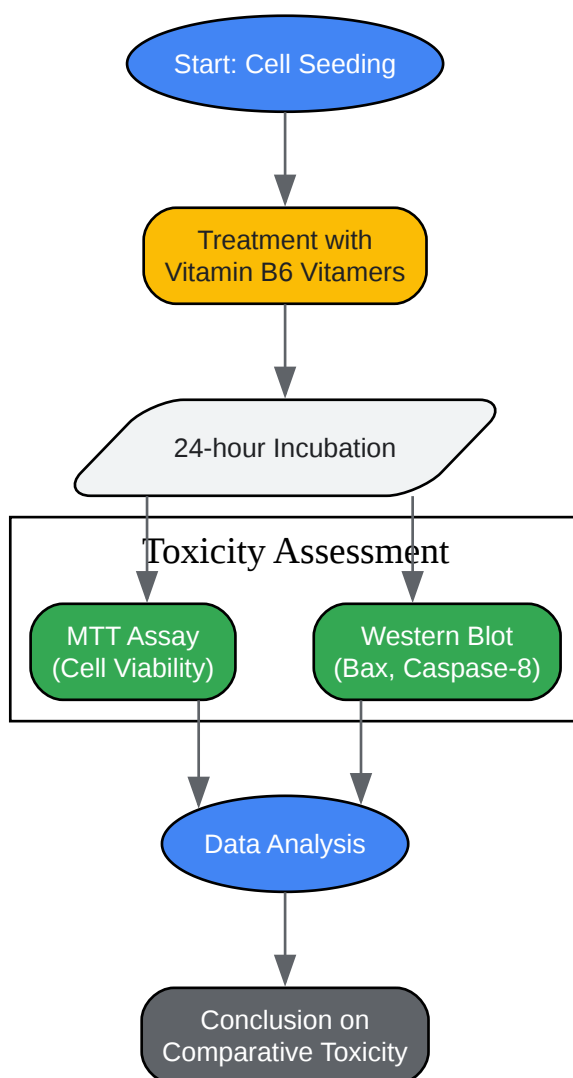 Start: Cell Seeding
Treatment with
Vitamin B6 Vitamers
24-hour Incubation
Toxicity Assessment
MTT Assay
(Cell Viability)
Western Blot
(Bax, Caspase-8)
Data Analysis
Conclusion on
Comparative Toxicity